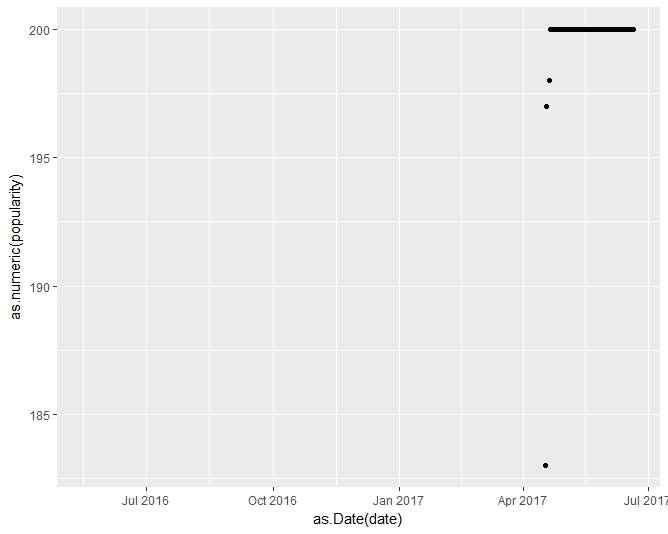 200
195
190
185
as.numeric(popularity)
Jul 2016
Oct 2016
Jan 2017
Apr 2017
Jul 2017
as.Date(date)